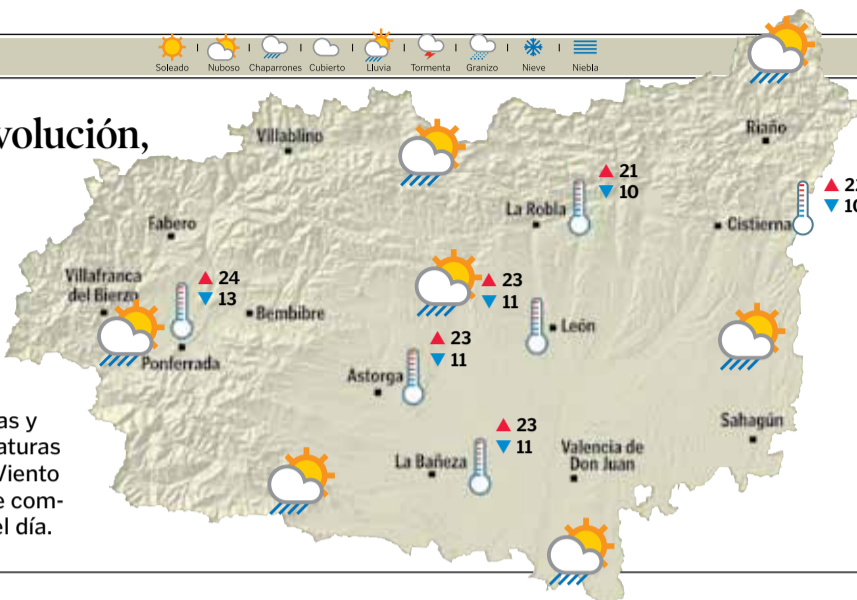 Soleado Nuboso Chaparrones Cubierto Lluvia Tormenta Granizo Nieve Niebla
volución,
Villablino
Riaño
21
10
La Robla
10
Cistierna
Fabero
Villafranca
del Bierzo
24
13
Bembibre
Ponferrada
23
11
León
23
11
Astorga
as y
aturas
Viento
e com-
el día.
23
11
La Bañeza
Valencia de
Don Juan
Sahagún